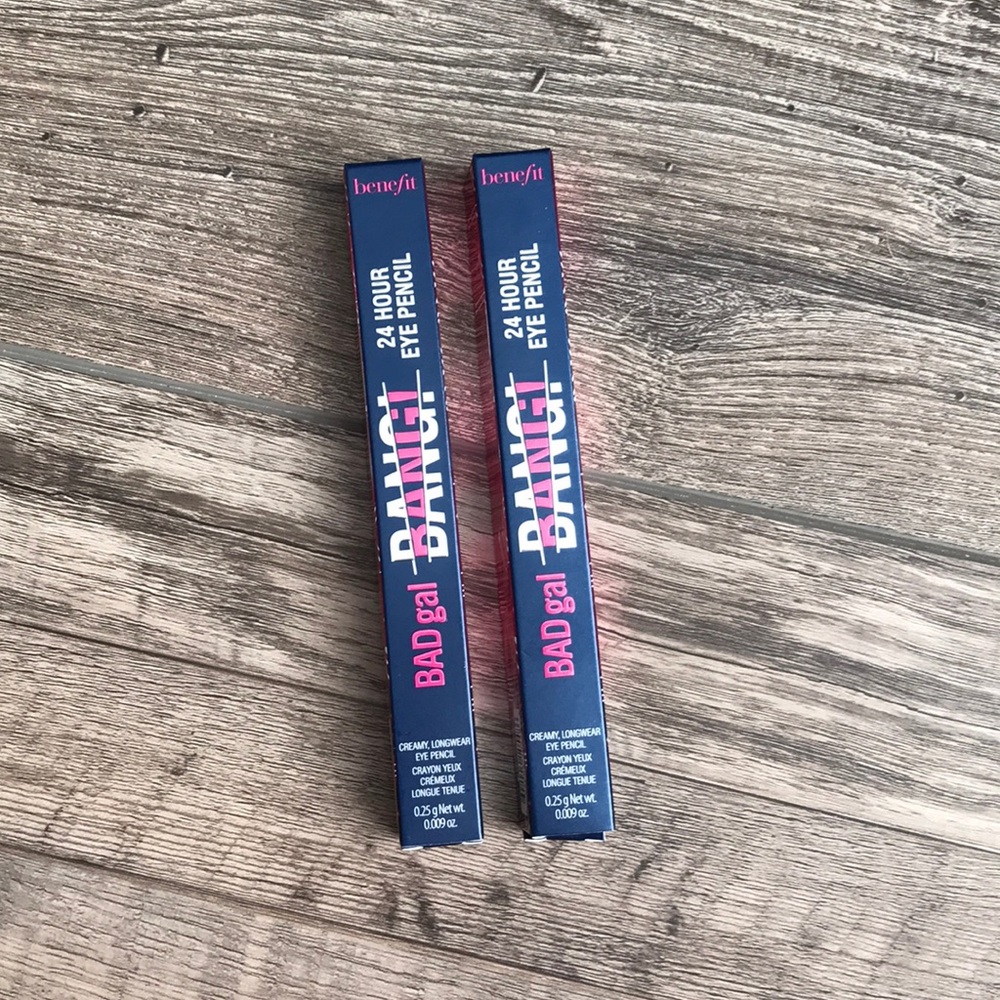 benefit
24 HOUR
EYE PENCIL
BANG!
BAD gal
CREAMY, LONGWEAR
EYE PENCIL
CRAYON YEUX
CRÉMEUX
LONGUE TENUE
0.25 g Net wt.
0.009 oz.
benefit
24 HOUR
EYE PENCIL
BANG!
BAD gal
CREAMY, LONGWEAR
EYE PENCIL
CRAYON YEUX
CRÉMEUX
LONGUE TENUE
0.25 g Net wt.
0.009 oz.